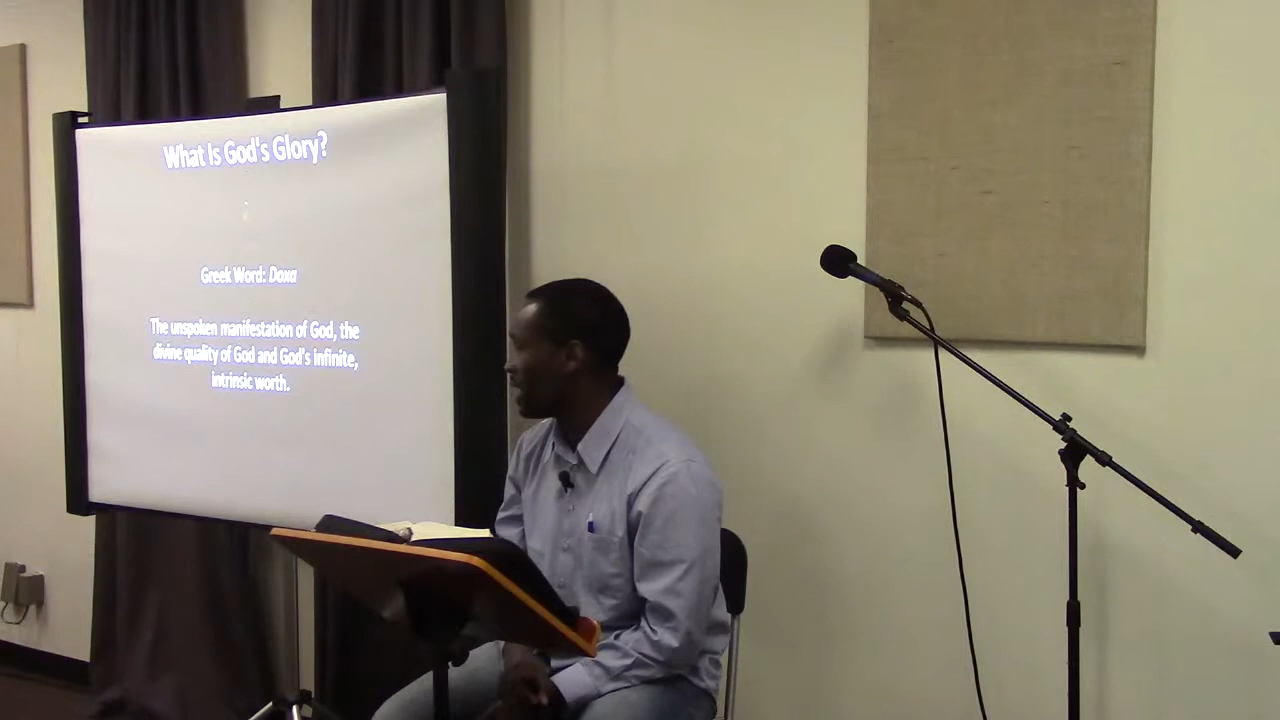 What Is God's Glory?
Greek Word: Doxa
The unspoken manifestation of God, the
divine quality of God and God's infinite,
intrinsic worth.